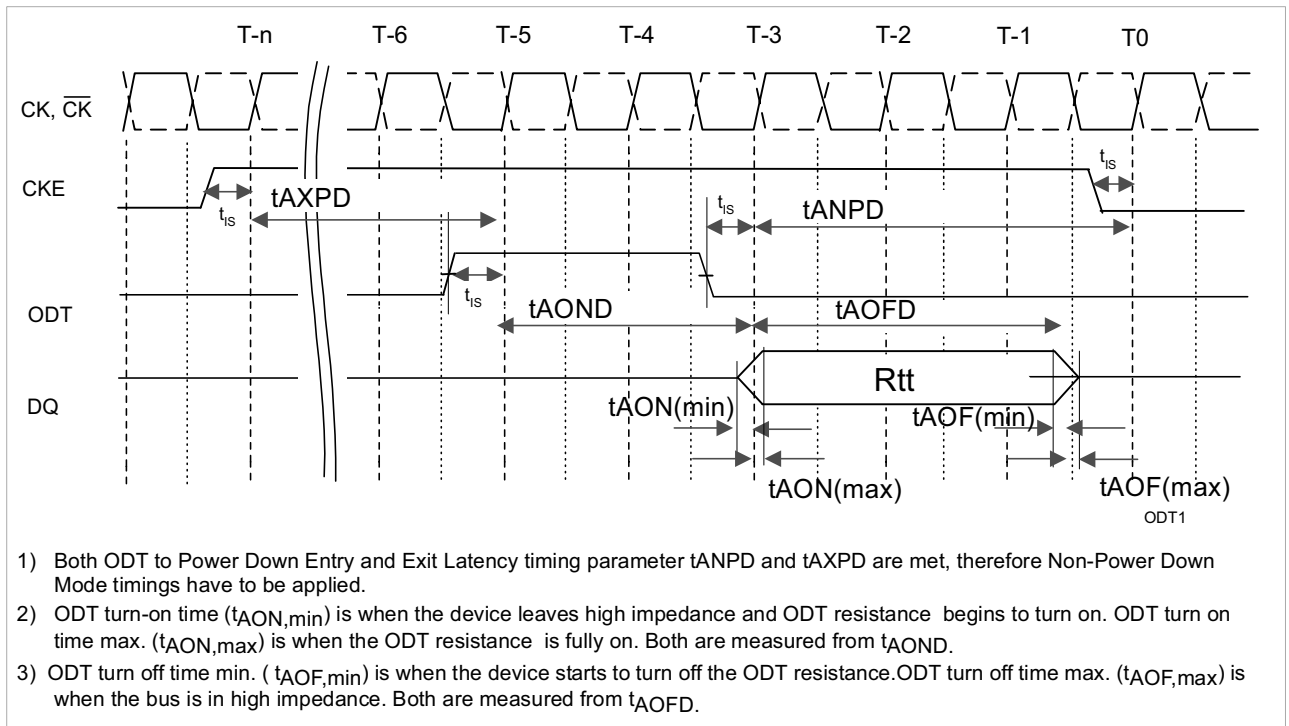 T-n T-6 T-5 T-4 T-3 T-2 T-1 T0
CK, CK
CKE
tIS
tAXPD
tIS
tANPD
tIS
ODT
tIS
tAOND
tAOFD
DQ
Rtt
tAON(min)
tAOF(min)
tAON(max)
tAOF(max)
ODT1
1) Both ODT to Power Down Entry and Exit Latency timing parameter tANPD and tAXPD are met, therefore Non-Power Down
Mode timings have to be applied.
2) ODT turn-on time (tAON,min) is when the device leaves high impedance and ODT resistance begins to turn on. ODT turn on
time max. (tAON,max) is when the ODT resistance is fully on. Both are measured from tAOND.
3) ODT turn off time min. ( tAOF,min) is when the device starts to turn off the ODT resistance.ODT turn off time max. (tAOF,max) is
when the bus is in high impedance. Both are measured from tAOFD.